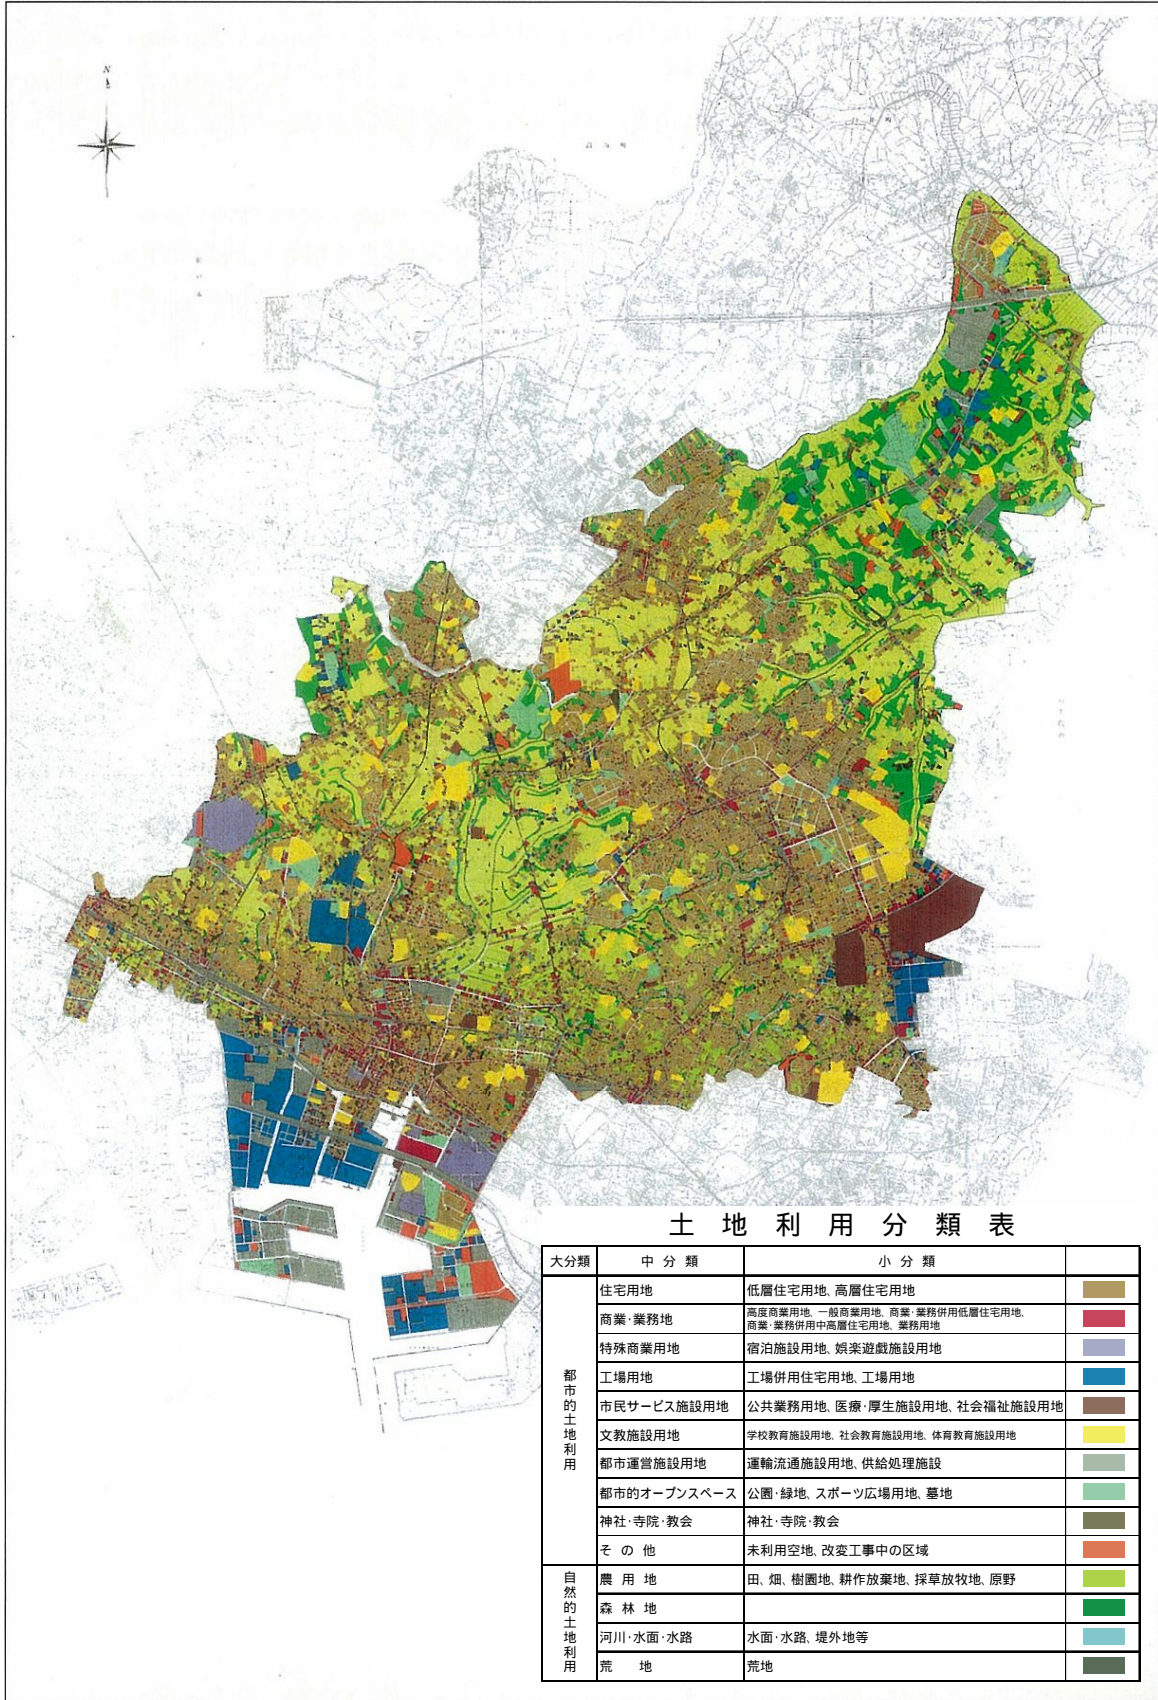 N
土地利用分類表
大分類 中分類 小分類
都市的土地利用
住宅用地 低層住宅用地、高層住宅用地
商業・業務地 高度商業用地、一般商業用地、商業・業務併用低層住宅用地、
商業・業務併用中高層住宅用地、業務用地
特殊商業用地 宿泊施設用地、娯楽遊戯施設用地
工場用地 工場併用住宅用地、工場用地
市民サービス施設用地 公共業務用地、医療・厚生施設用地、社会福祉施設用地
文教施設用地 学校教育施設用地、社会教育施設用地、体育教育施設用地
都市運営施設用地 運輸流通施設用地、供給処理施設
都市的オープンスペース 公園・緑地、スポーツ広場用地、墓地
神社・寺院・教会 神社・寺院・教会
その他 未利用空地、改変工事中の区域
自然的土地利用
農用地 田、畑、樹園地、耕作放棄地、採草放牧地、原野
森林地
河川・水面・水路 水面・水路、堤外地等
荒地 荒地